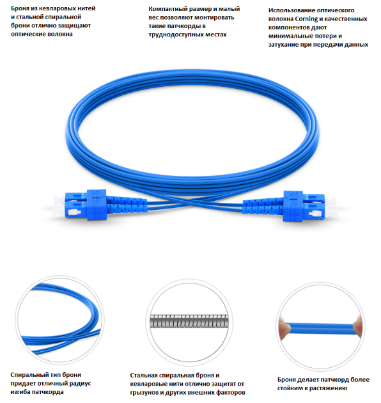 Броня из кевларовых нитей
и стальной спиральной
брони отлично защищают
оптические волокна
Компактный размер и малый
вес позволяют монтировать
такие патчкорды в
труднодоступных местах
Использование оптического
волокна Corning и качественных
компонентов дают
минимальные потери и
затухание при передачи данных
Спиральный тип брони
придает отличный радиус
изгиба патчкорда
Стальная спиральная броня и
кевларовые нити отлично защитят от
грызунов и других внешних факторов
Броня делает патчкорд более
стойким к растяжению